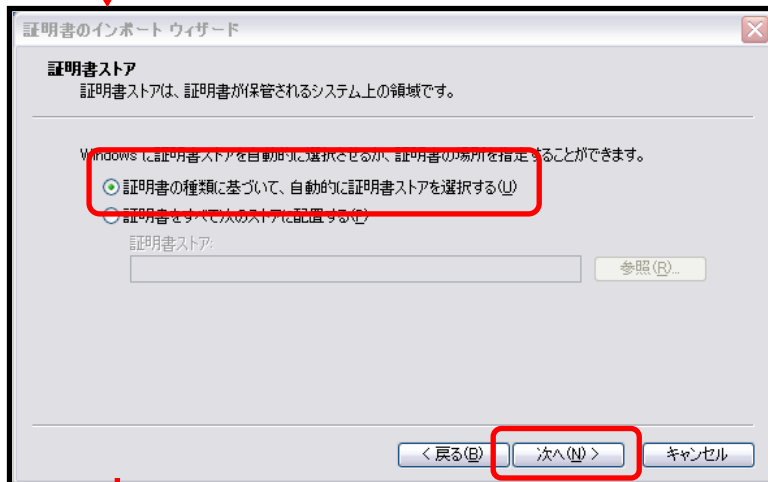 証明書のインポート ウィザード
証明書ストア
証明書ストアは、証明書が保管されるシステム上の領域です。
Windows に証明書ストアを自動的に選択させるか、証明書の場所を指定することができます。
証明書の種類に基づいて、自動的に証明書ストアを選択する(U)
証明書をすべて次のストアに配置する(P)
証明書ストア:
参照(R)...
< 戻る(B)
次へ(N) >
キャンセル